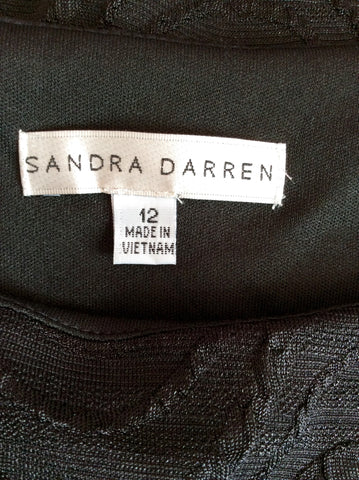 SANDRA DARREN
12
MADE IN
VIETNAM